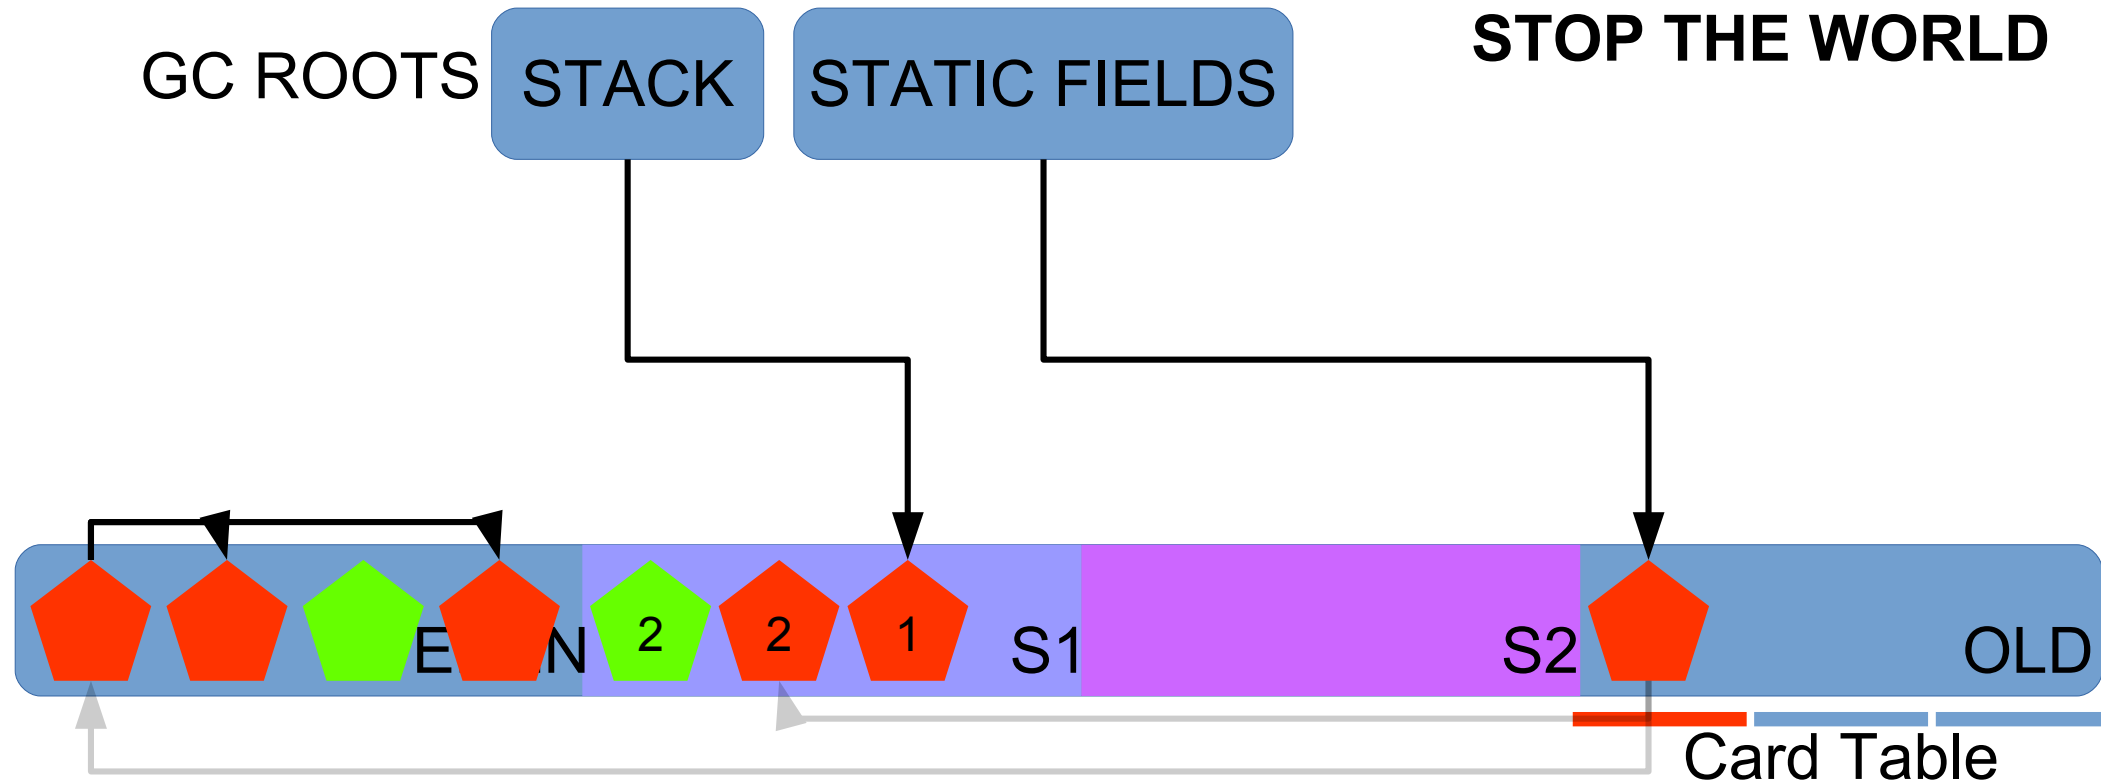 STOP THE WORLD
GC ROOTS
STACK
STATIC FIELDS
2
2
1
S1
S2
OLD
Card Table